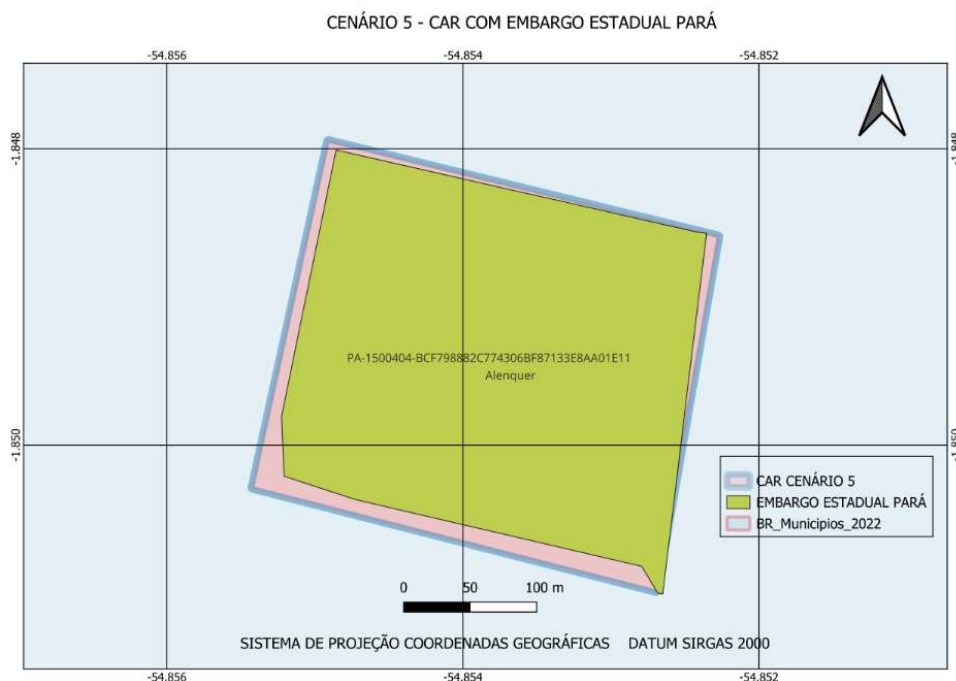 CENÁRIO 5 - CAR COM EMBARGO ESTADUAL PARÁ
-54.856 -54.854 -54.852
-1.848 -1.848
PA-1500404-BCF798882C774306BF87133E8AA01E11
Alenquer
-1.850 -1.850
CAR CENÁRIO 5
EMBARGO ESTADUAL PARÁ
BR_Municipios_2022
0 50 100 m
SISTEMA DE PROJEÇÃO COORDENADAS GEOGRÁFICAS DATUM SIRGAS 2000
-54.856 -54.854 -54.852